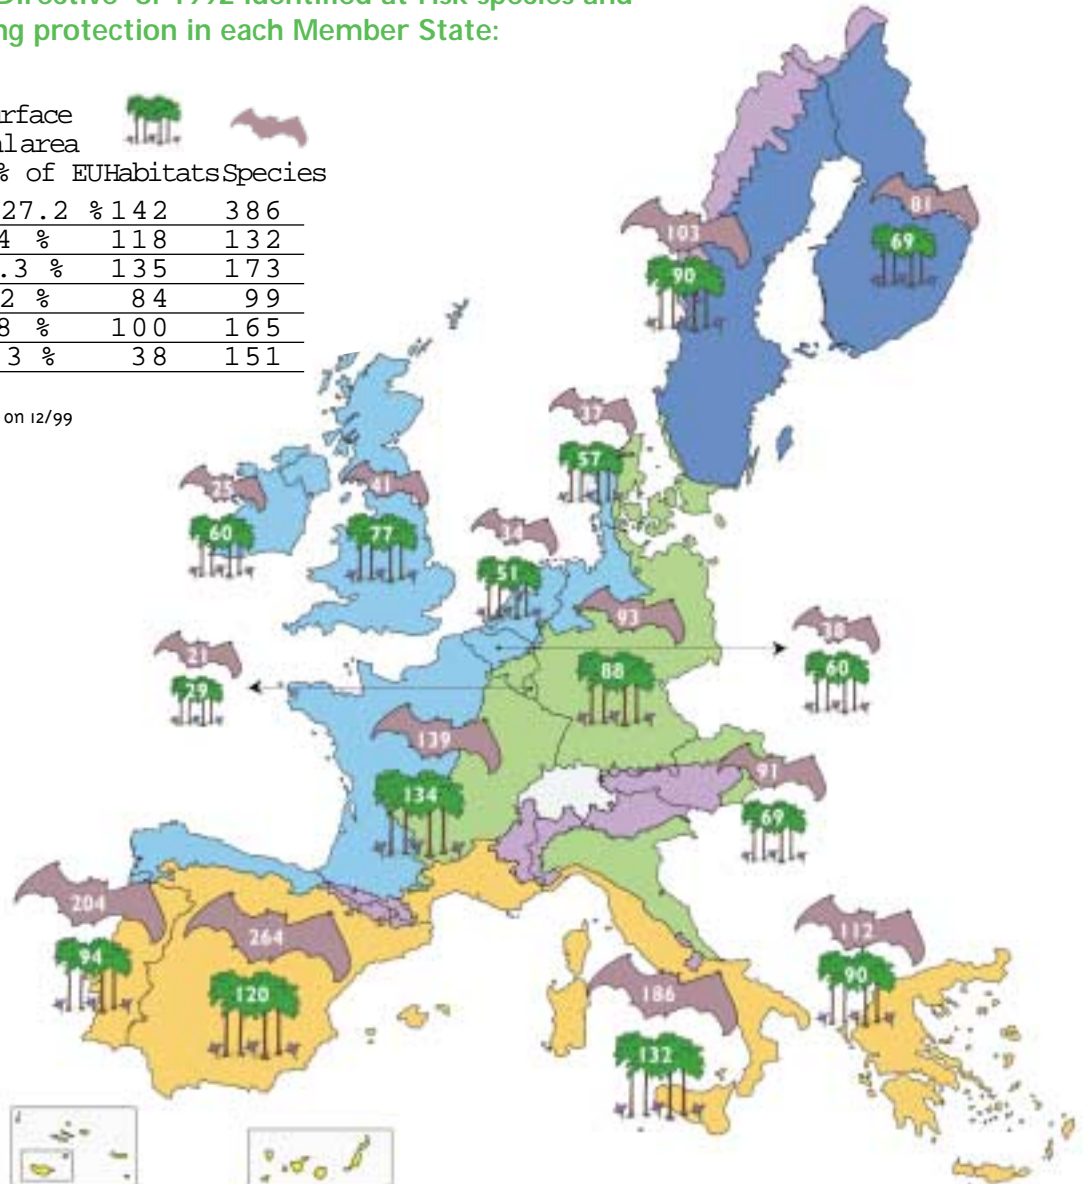 Directive' of 1992 identified at risk species and
ng protection in each Member State:
rface
al area
% of EU Habitats Species
27.2 % 142 386
4 % 118 132
.3 % 135 173
2 % 84 99
8 % 100 165
3 % 38 151
on 12/99
81
69
103
90
37
57
25
60
41
77
34
51
93
88
38
60
21
29
139
134
91
69
204
94
264
120
186
132
112
90